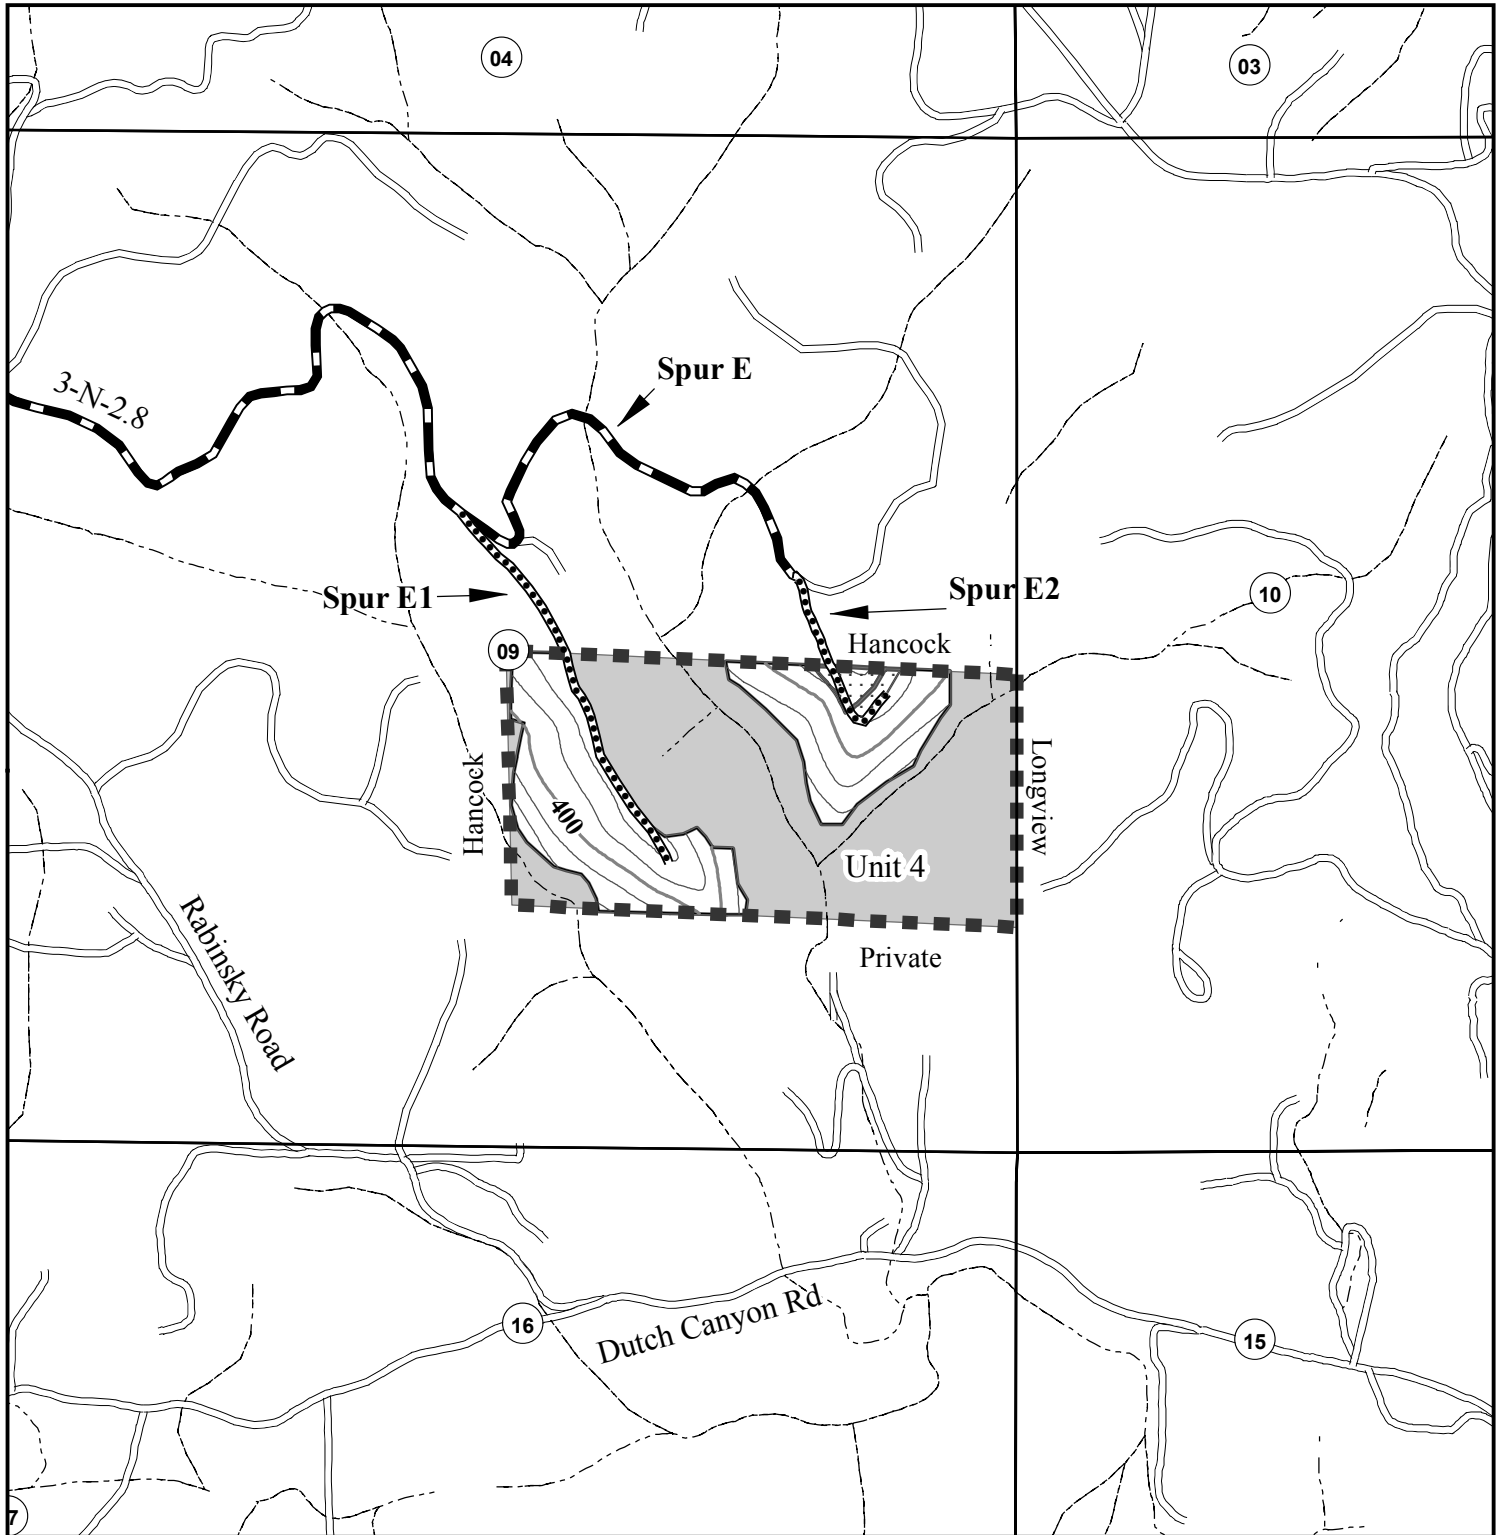 04
03
Spur E
3-N-2.8
Spur E1
Spur E2
10
Hancock
09
Hancock
Longview
400
Unit 4
Rabinsky Road
Private
Dutch Canyon Rd
16
15
7